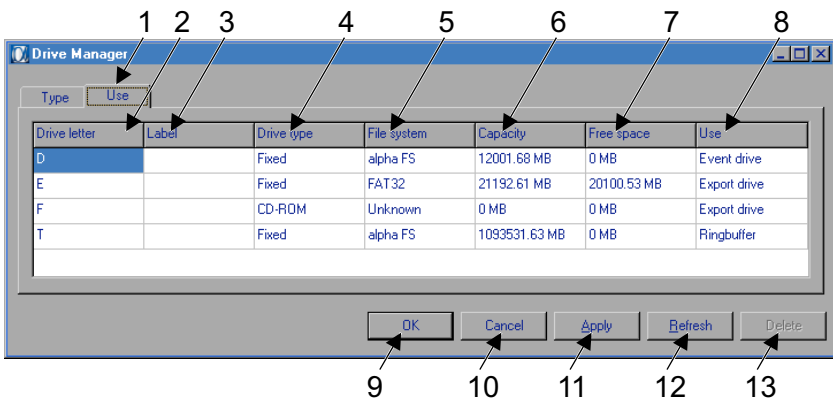 1 2 3 4 5 6 7 8
Drive Manager
Type Use
Drive letter Label Drive type File system Capacity Free space Use
D Fixed alpha FS 12001.68 MB 0 MB Event drive
E Fixed FAT32 21192.61 MB 20100.53 MB Export drive
F CD-ROM Unknown 0 MB 0 MB Export drive
T Fixed alpha FS 1093531.63 MB 0 MB Ringbuffer
OK Cancel Apply Refresh Delete
9 10 11 12 13